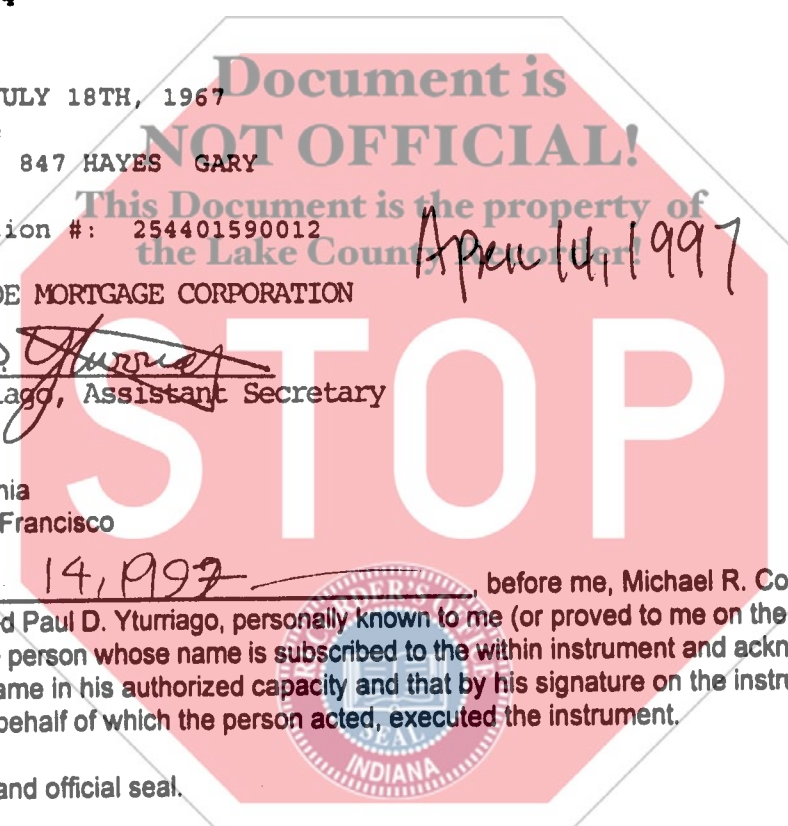 Document is
ULY 18TH, 1967
NOT OFFICIAL!
847 HAYES GARY
This Document is the property of
ion #: 254401590012
the Lake County Recorder!
April 14, 1997
DE MORTGAGE CORPORATION
STOP
iago, Assistant Secretary
nia
Francisco
14, 1997, before me, Michael R. Co
d Paul D. Yturriago, personally known to me (or proved to me on the
person whose name is subscribed to the within instrument and ackn
ame in his authorized capacity and that by his signature on the instru
behalf of which the person acted, executed the instrument.
RECORDER'S OFFICE
SEAL
INDIANA
and official seal.